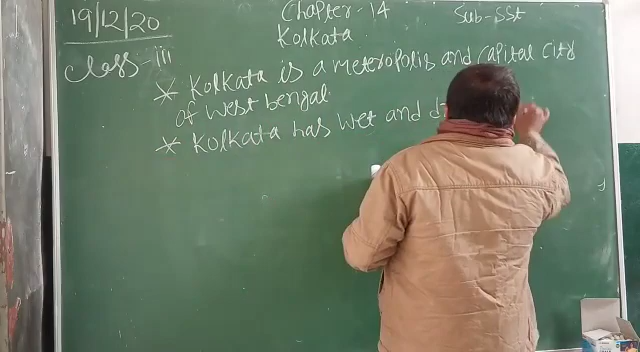 19/12/20
Chapter-14
Sub-SSt
Kolkata
Class-iii
* Kolkata is a meteropolis and capital city
of west bengal.
* Kolkata has wet and